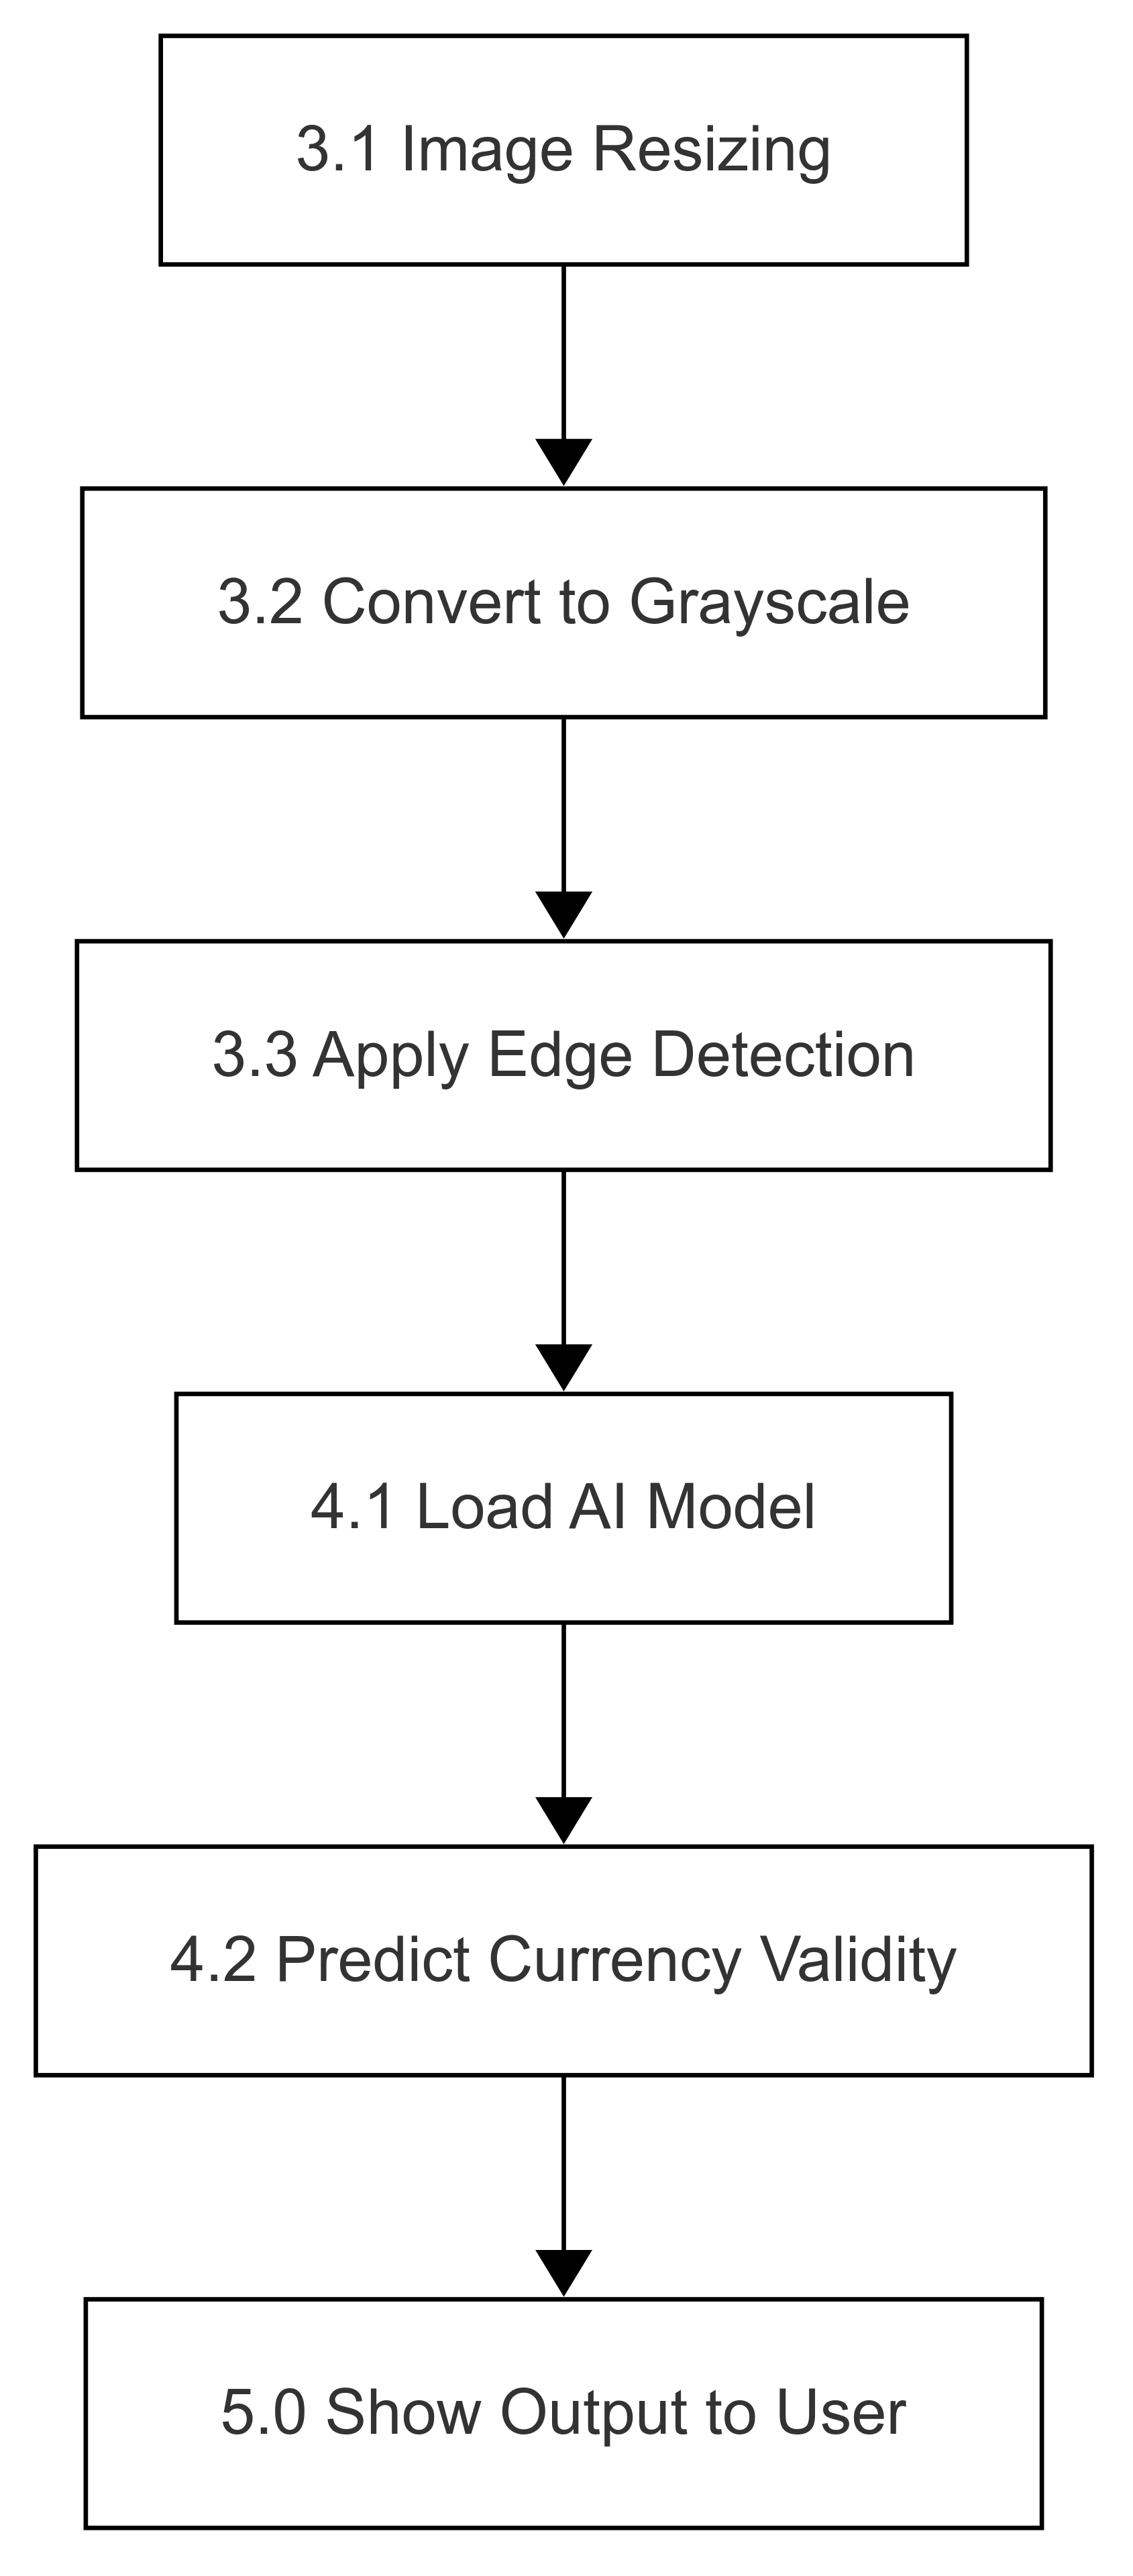 3.1 Image Resizing
3.2 Convert to Grayscale
3.3 Apply Edge Detection
4.1 Load AI Model
4.2 Predict Currency Validity
5.0 Show Output to User